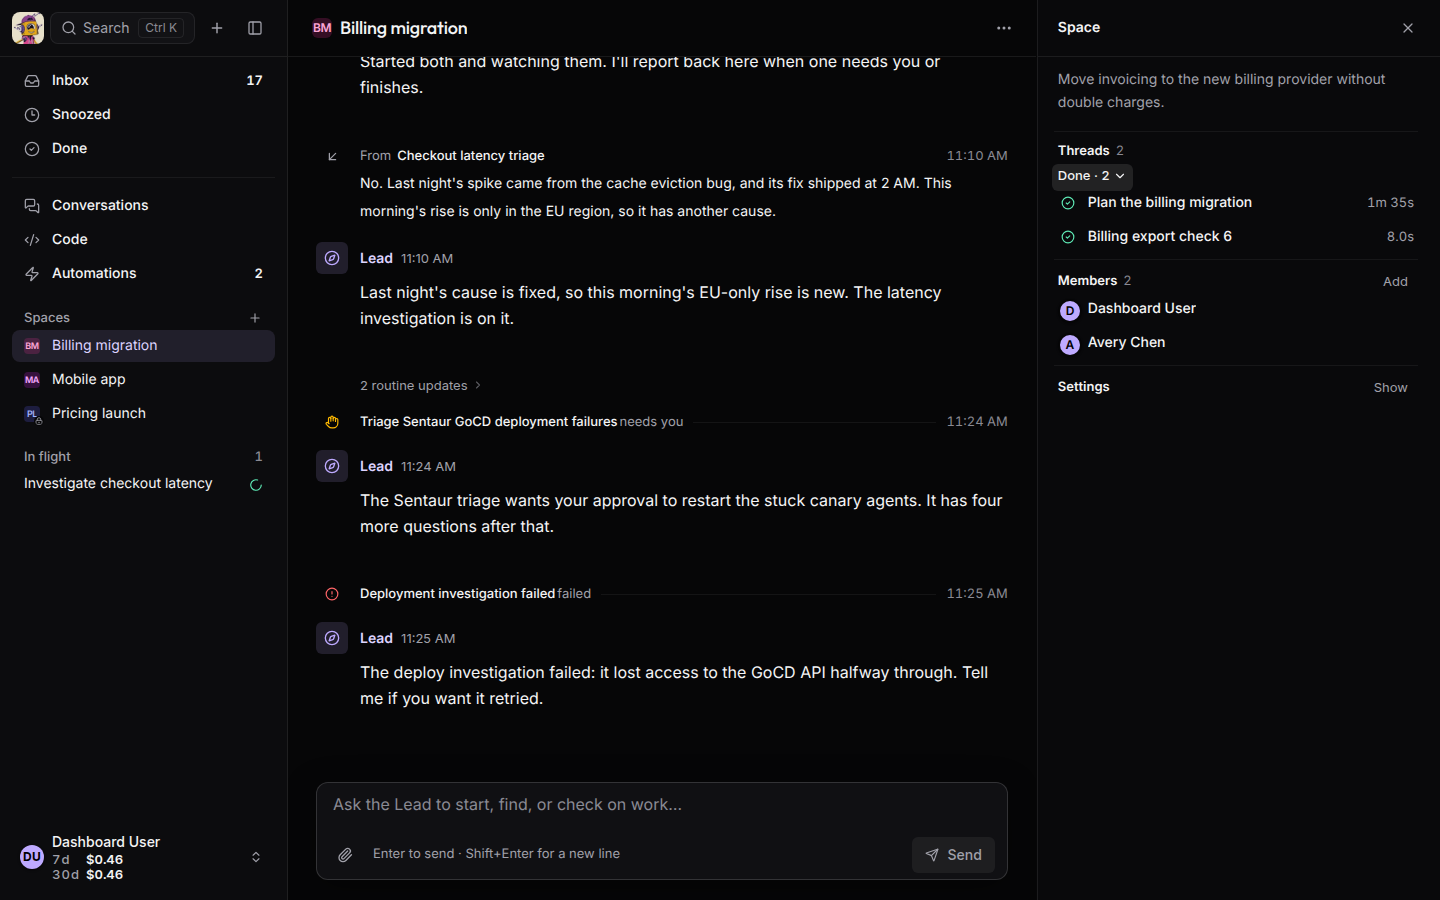 Search Ctrl K
Inbox 17
Snoozed
Done
Conversations
Code
Automations 2
Spaces
BM Billing migration
MA Mobile app
PL Pricing launch
In flight 1
Investigate checkout latency
DU Dashboard User
7d $0.46
30d $0.46
BM Billing migration
Started both and watching them. I'll report back here when one needs you or
finishes.
From Checkout latency triage 11:10 AM
No. Last night's spike came from the cache eviction bug, and its fix shipped at 2 AM. This
morning's rise is only in the EU region, so it has another cause.
Lead 11:10 AM
Last night's cause is fixed, so this morning's EU-only rise is new. The latency
investigation is on it.
2 routine updates
Triage Sentaur GoCD deployment failures needs you 11:24 AM
Lead 11:24 AM
The Sentaur triage wants your approval to restart the stuck canary agents. It has four
more questions after that.
Deployment investigation failed failed 11:25 AM
Lead 11:25 AM
The deploy investigation failed: it lost access to the GoCD API halfway through. Tell
me if you want it retried.
Ask the Lead to start, find, or check on work...
Enter to send · Shift+Enter for a new line
Send
Space
Move invoicing to the new billing provider without
double charges.
Threads 2
Done · 2
Plan the billing migration 1m 35s
Billing export check 6 8.0s
Members 2 Add
D Dashboard User
A Avery Chen
Settings Show